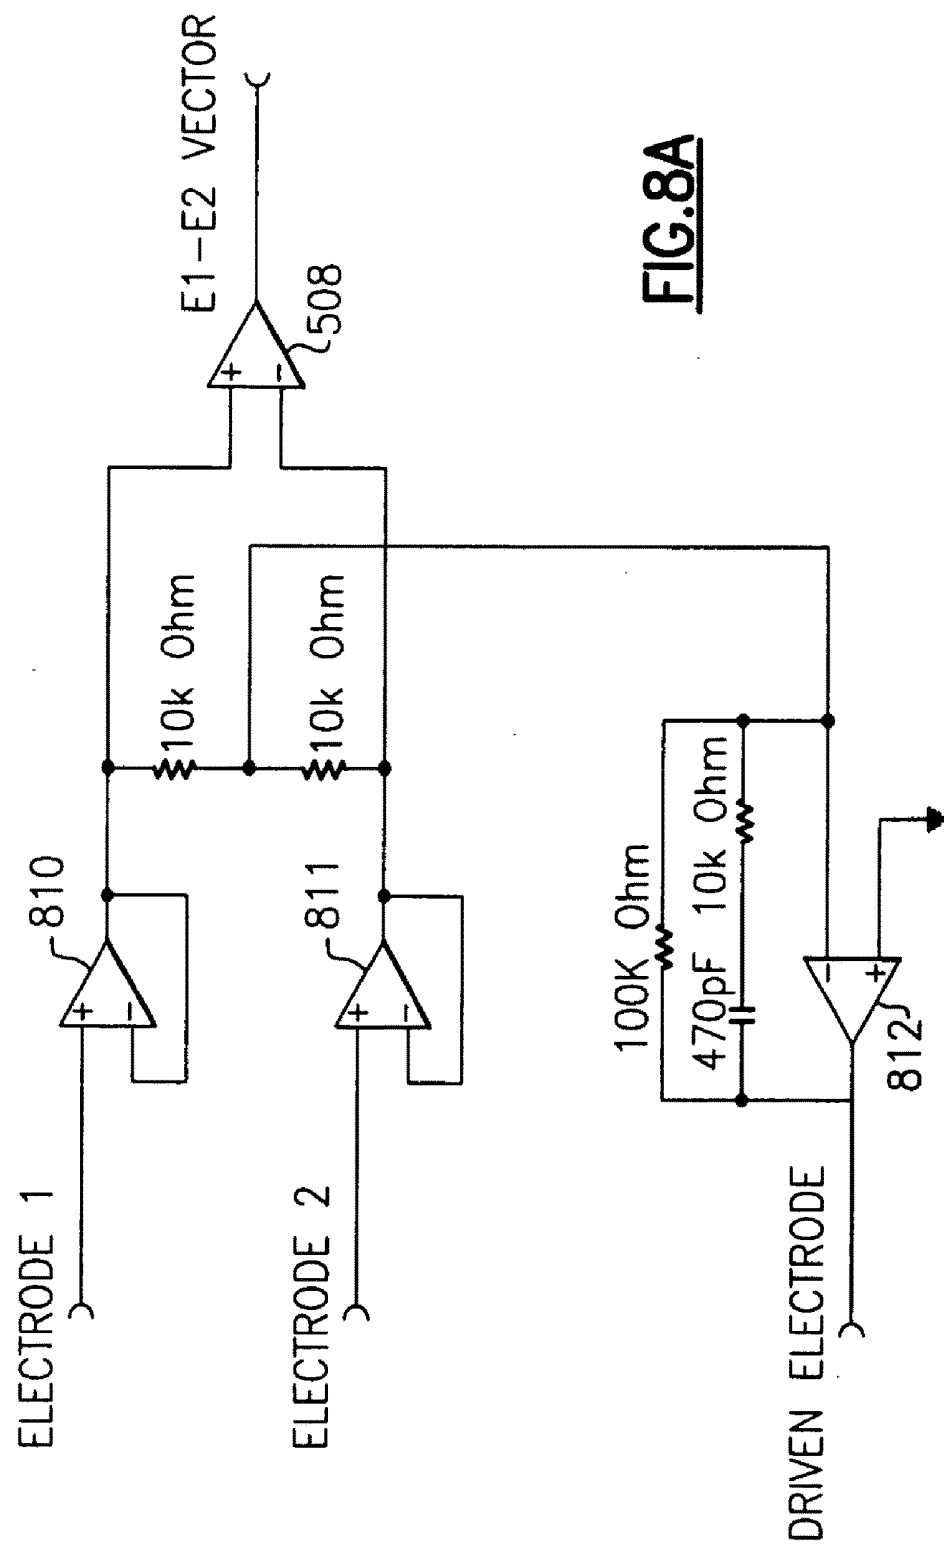 ELECTRODE 1
810
10k Ohm
E1-E2 VECTOR
+
-
+
-
508
ELECTRODE 2
811
10k Ohm
+
-
100K Ohm
470pF 10k Ohm
DRIVEN ELECTRODE
-
+
812
FIG.8A